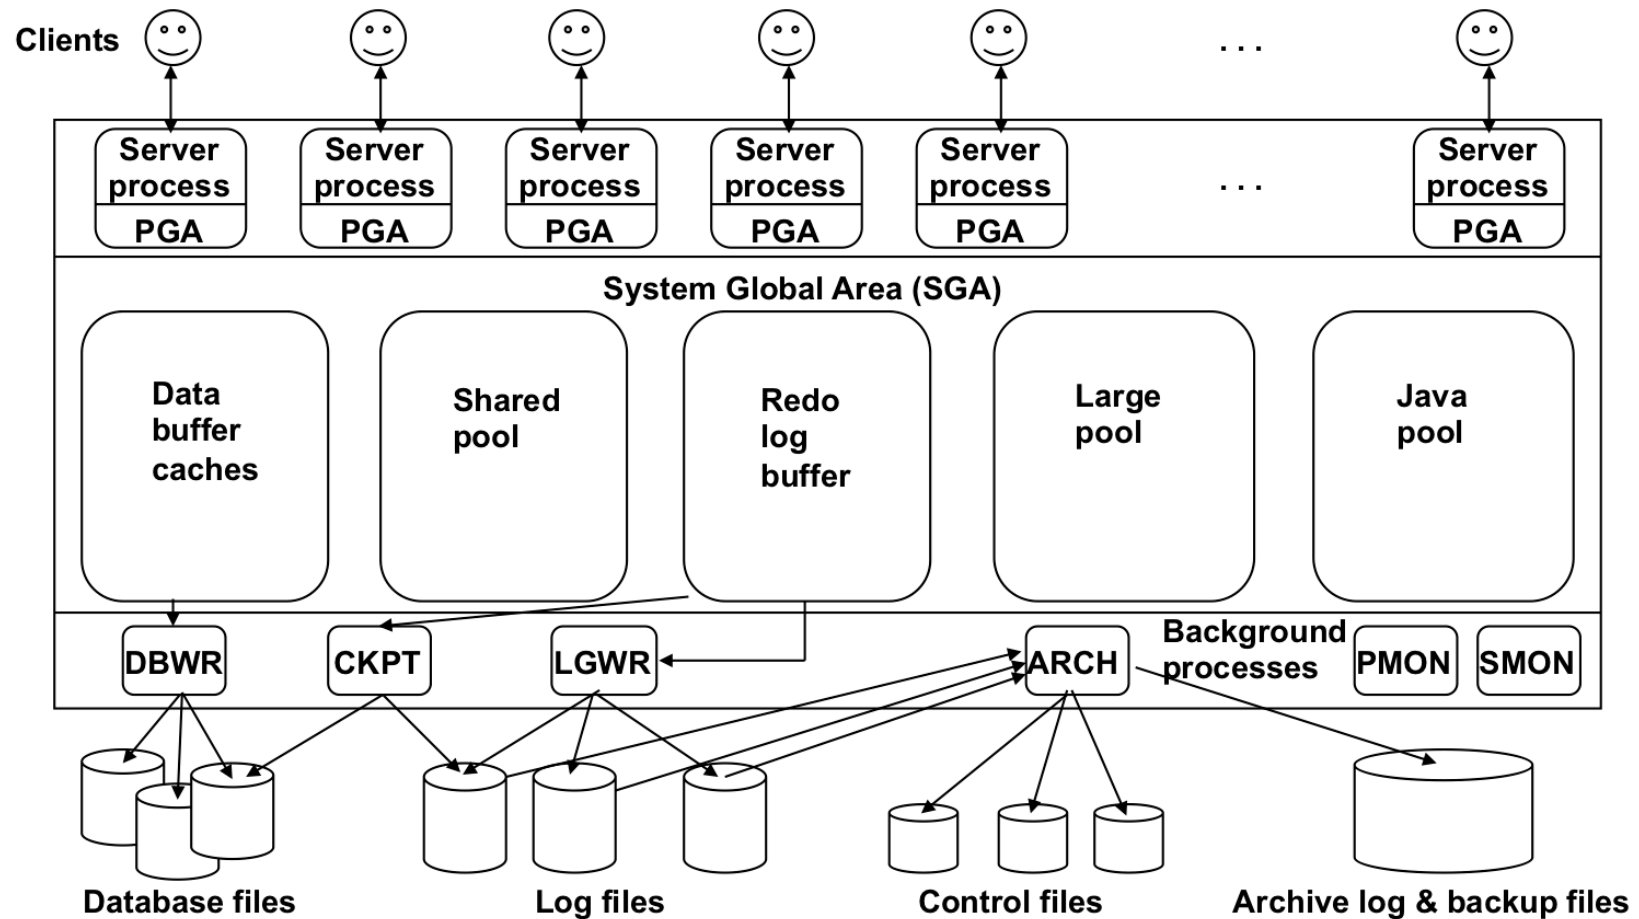 Clients
. . .
Server
process
PGA
Server
process
PGA
Server
process
PGA
Server
process
PGA
Server
process
PGA
. . .
Server
process
PGA
System Global Area (SGA)
Data
buffer
caches
Shared
pool
Redo
log
buffer
Large
pool
Java
pool
DBWR
CKPT
LGWR
ARCH
Background
processes
PMON
SMON
Database files
Log files
Control files
Archive log & backup files